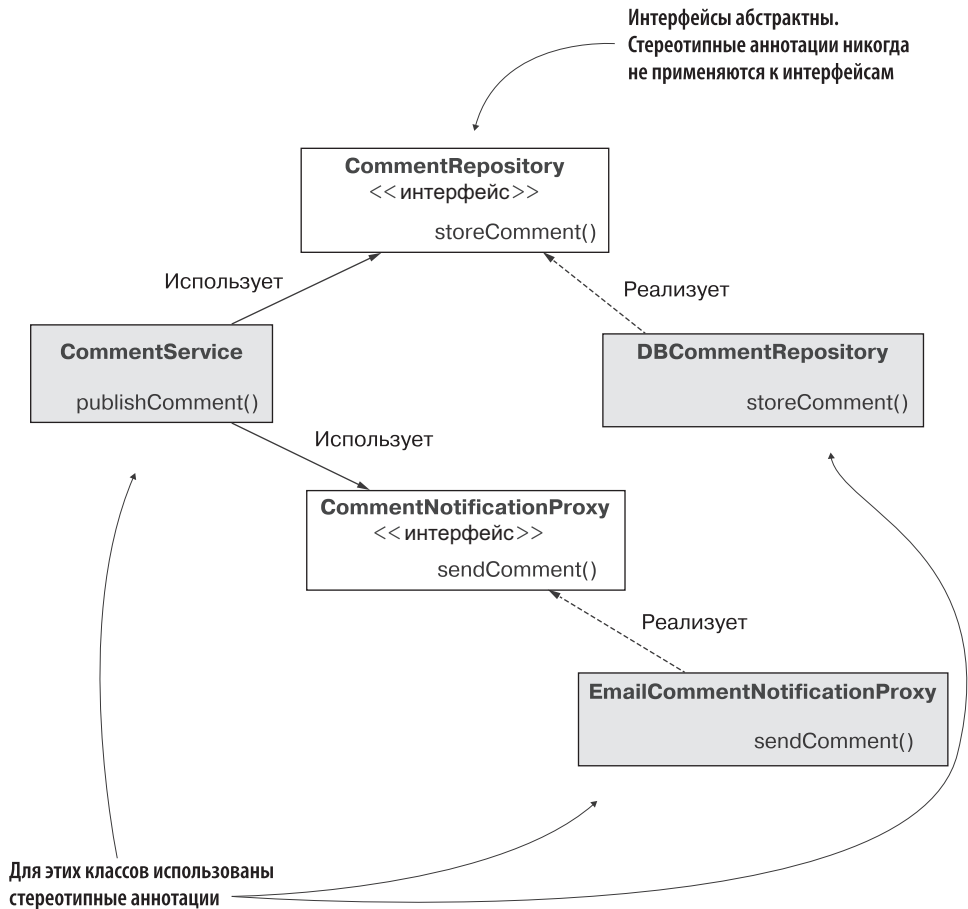 Интерфейсы абстрактны.
Стереотипные аннотации никогда
не применяются к интерфейсам
CommentRepository
<<интерфейс>>
storeComment()
Использует
Реализует
CommentService
publishComment()
DBCommentRepository
storeComment()
Использует
CommentNotificationProxy
<<интерфейс>>
sendComment()
Реализует
EmailCommentNotificationProxy
sendComment()
Для этих классов использованы
стереотипные аннотации